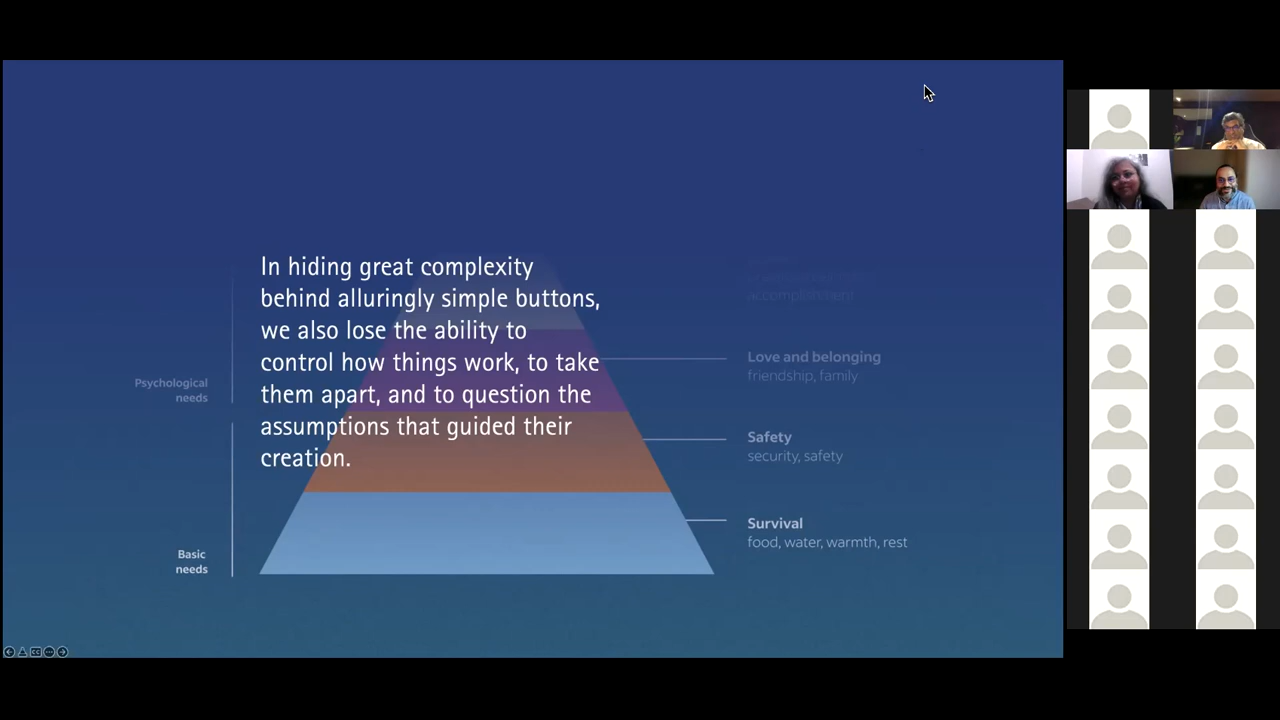 In hiding great complexity
behind alluringly simple buttons,
we also lose the ability to
control how things work, to take
them apart, and to question the
assumptions that guided their
creation.
Psychological
needs
Basic
needs
accomplishment
Love and belonging
friendship, family
Safety
security, safety
Survival
food, water, warmth, rest